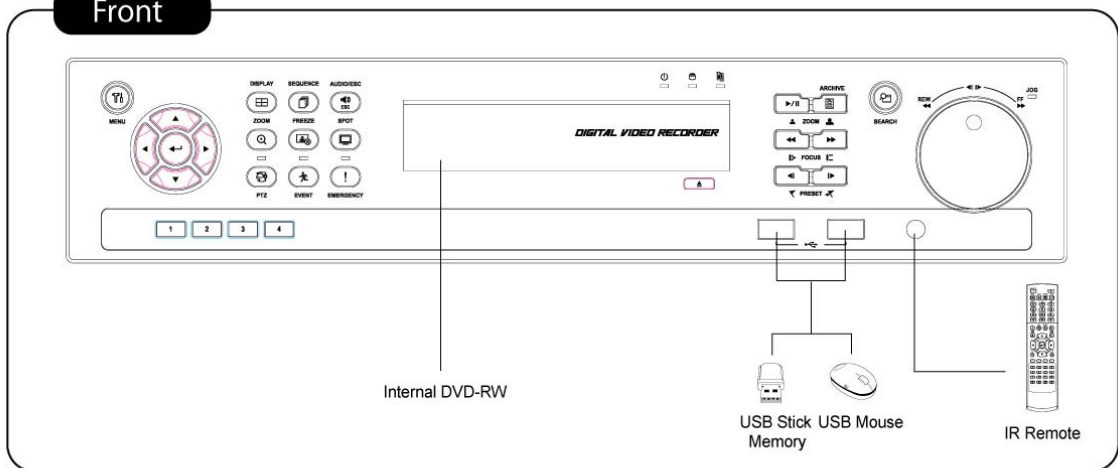 Front
MENU
DISPLAY SEQUENCE AUDIO/ESC
ESC
ZOOM FREEZE SPOT
PTZ EVENT EMERGENCY
DIGITAL VIDEO RECORDER
ARCHIVE
ZOOM
FOCUS
PRESET
SEARCH
REW
FF
JOG
1 2 3 4
Internal DVD-RW
USB Stick
Memory
USB Mouse
IR Remote